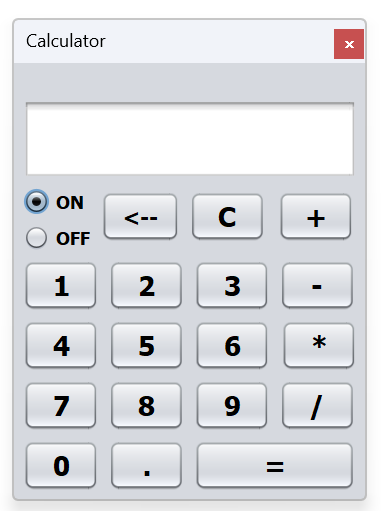 Calculator x
ON <-- C +
OFF
1 2 3 -
4 5 6 *
7 8 9 /
0 . =